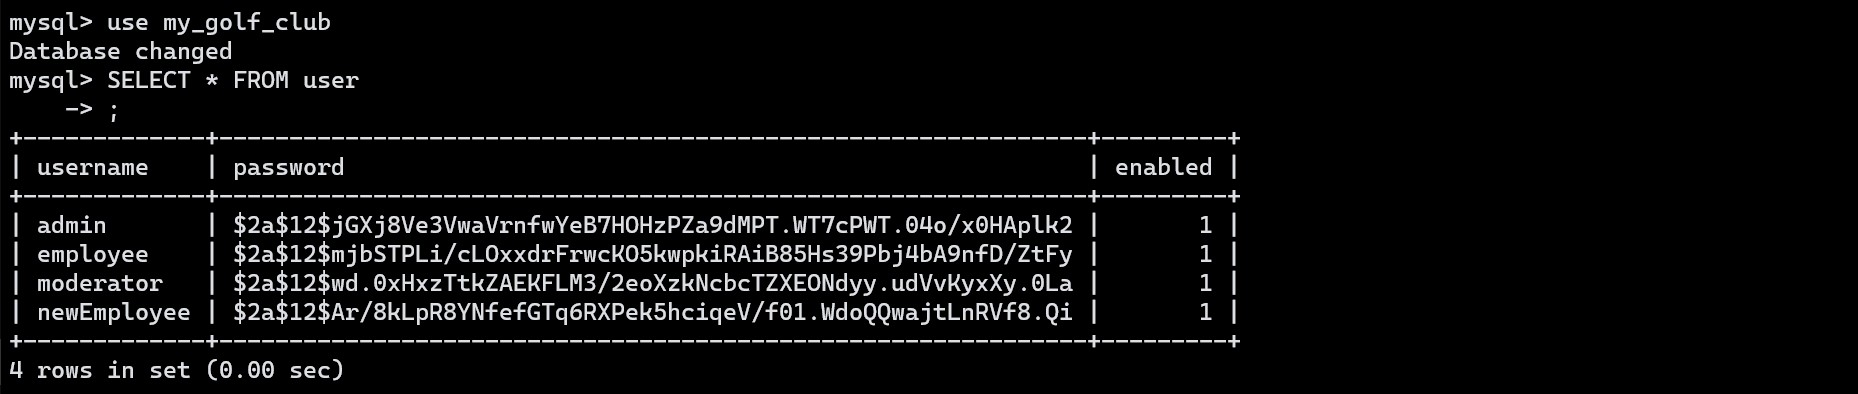 mysql> use my_golf_club
Database changed
mysql> SELECT * FROM user
    -> ;
+-------------+--------------------------------------------------------------+---------+
| username    | password                                                     | enabled |
+-------------+--------------------------------------------------------------+---------+
| admin       | $2a$12$jGXj8Ve3VwaVrnfwYeB7HOHzPZa9dMPT.WT7cPWT.04o/x0HAplk2 |       1 |
| employee    | $2a$12$mjbSTPLi/cLOxxdrFrwcKO5kwpkiRAiB85Hs39Pbj4bA9nfD/ZtFy |       1 |
| moderator   | $2a$12$wd.0xHxzTtkZAEKFLM3/2eoXzkNcbcTZXEONdyy.udVvKyxXy.0La |       1 |
| newEmployee | $2a$12$Ar/8kLpR8YNfefGTq6RXPek5hciqeV/f01.WdoQQwajtLnRVf8.Qi |       1 |
+-------------+--------------------------------------------------------------+---------+
4 rows in set (0.00 sec)